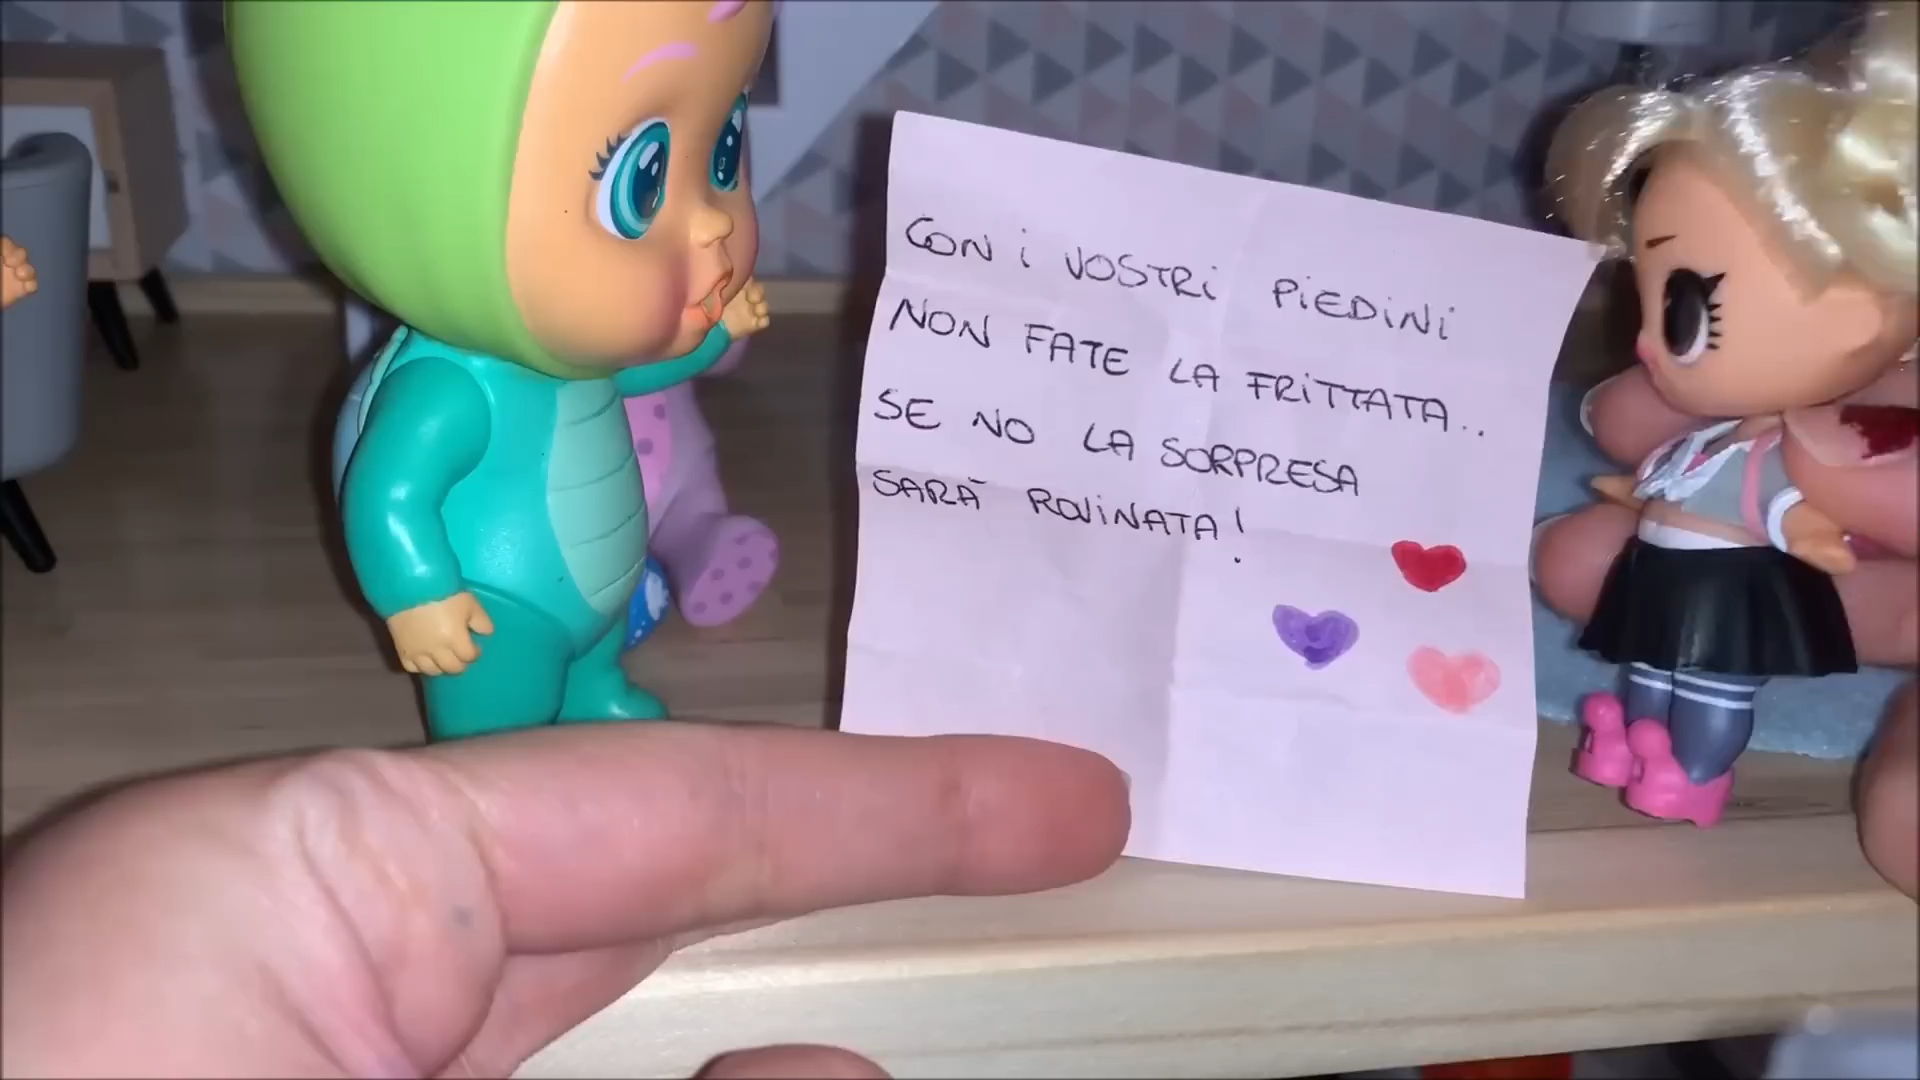 CON i VOSTRi PiEDiNi
NON FATE LA FRiTTATA..
SE NO LA SORPRESA
SARÀ ROViNATA!